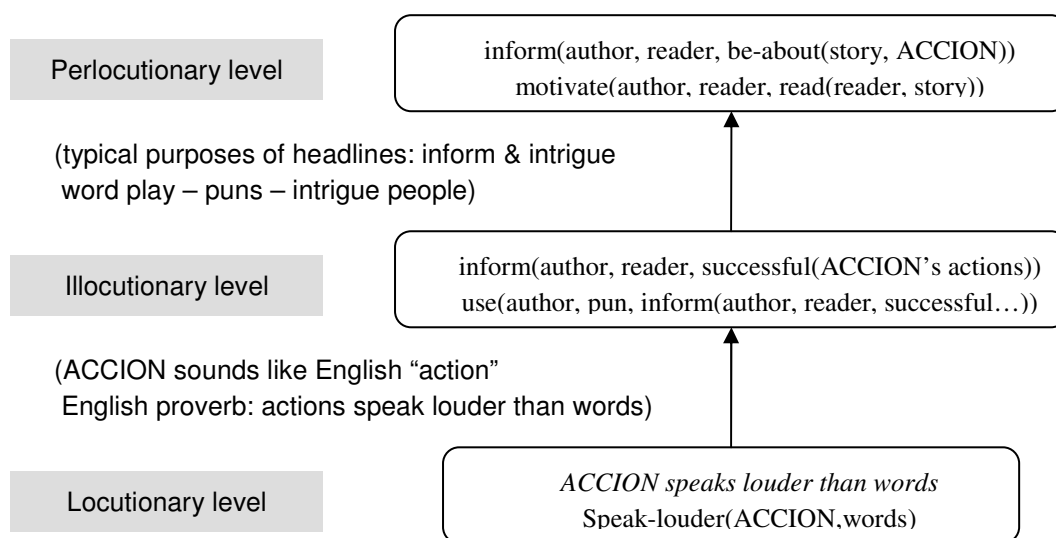 Perlocutionary level
inform(author, reader, be-about(story, ACCION))
motivate(author, reader, read(reader, story))
(typical purposes of headlines: inform & intrigue
word play – puns – intrigue people)
Illocutionary level
inform(author, reader, successful(ACCION’s actions))
use(author, pun, inform(author, reader, successful…))
(ACCION sounds like English “action”
English proverb: actions speak louder than words)
Locutionary level
ACCION speaks louder than words
Speak-louder(ACCION,words)